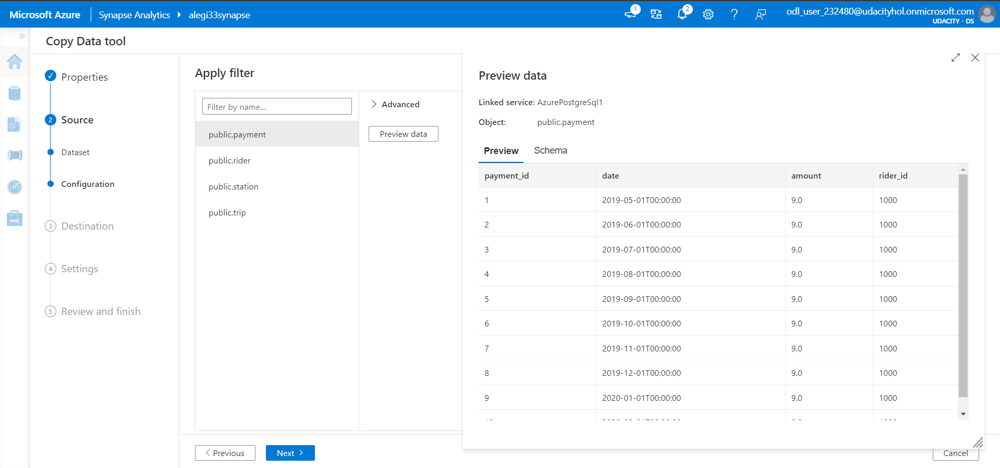 Microsoft Azure Synapse Analytics alegi33synapse 1 2 odl_user_232480@udacityhol.onmicrosoft.com
UDACITY - DS
Copy Data tool
Properties
2 Source
Dataset
Configuration
3 Destination
4 Settings
5 Review and finish
Apply filter
Filter by name...
public.payment
public.rider
public.station
public.trip
Advanced
Preview data
Previous Next
Preview data
Linked service: AzurePostgreSql1
Object: public.payment
Preview Schema
payment_id date amount rider_id
1 2019-05-01T00:00:00 9.0 1000
2 2019-06-01T00:00:00 9.0 1000
3 2019-07-01T00:00:00 9.0 1000
4 2019-08-01T00:00:00 9.0 1000
5 2019-09-01T00:00:00 9.0 1000
6 2019-10-01T00:00:00 9.0 1000
7 2019-11-01T00:00:00 9.0 1000
8 2019-12-01T00:00:00 9.0 1000
9 2020-01-01T00:00:00 9.0 1000
Cancel